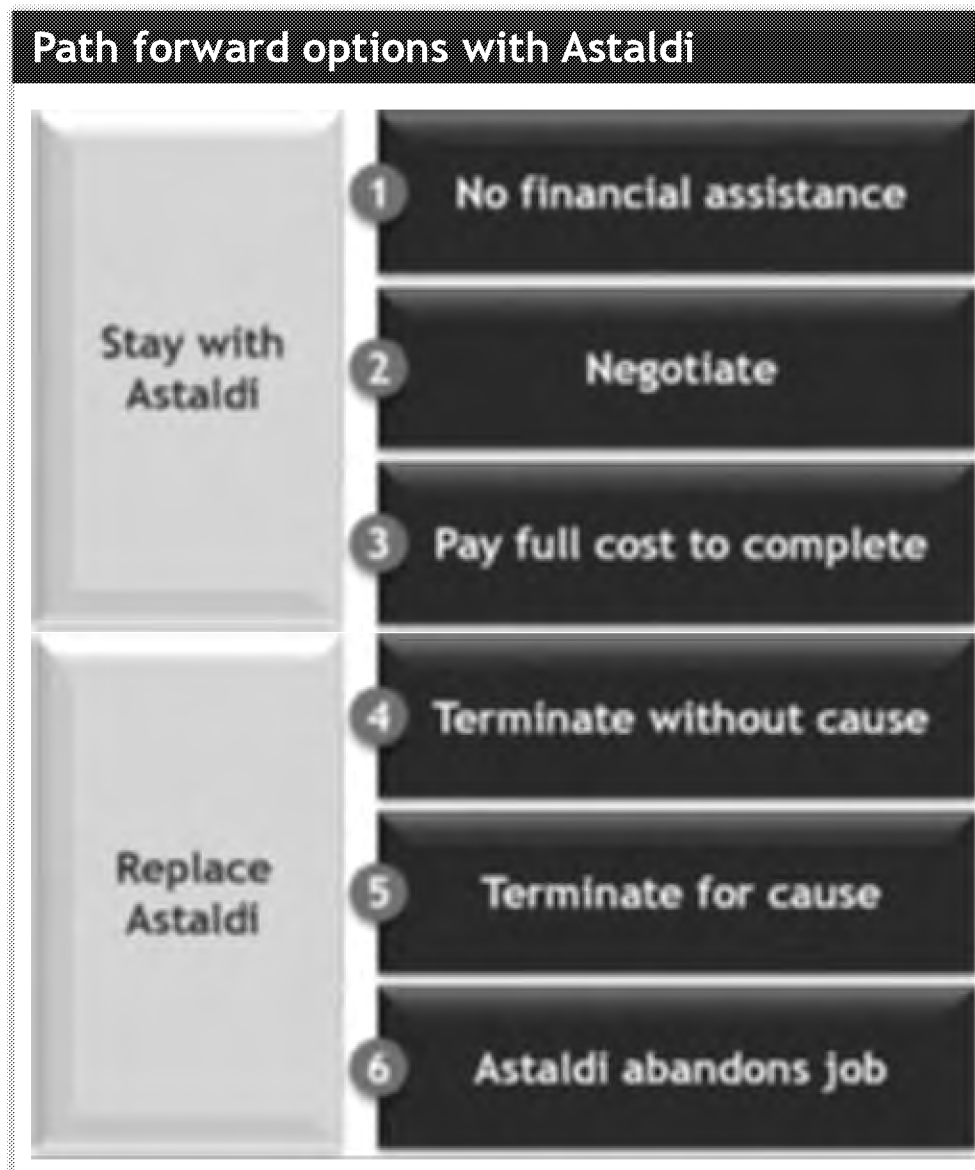 Path forward options with Astaldi
Stay with
Astaldi
1 No financial assistance
2 Negotiate
3 Pay full cost to complete
Replace
Astaldi
4 Terminate without cause
5 Terminate for cause
6 Astaldi abandons job